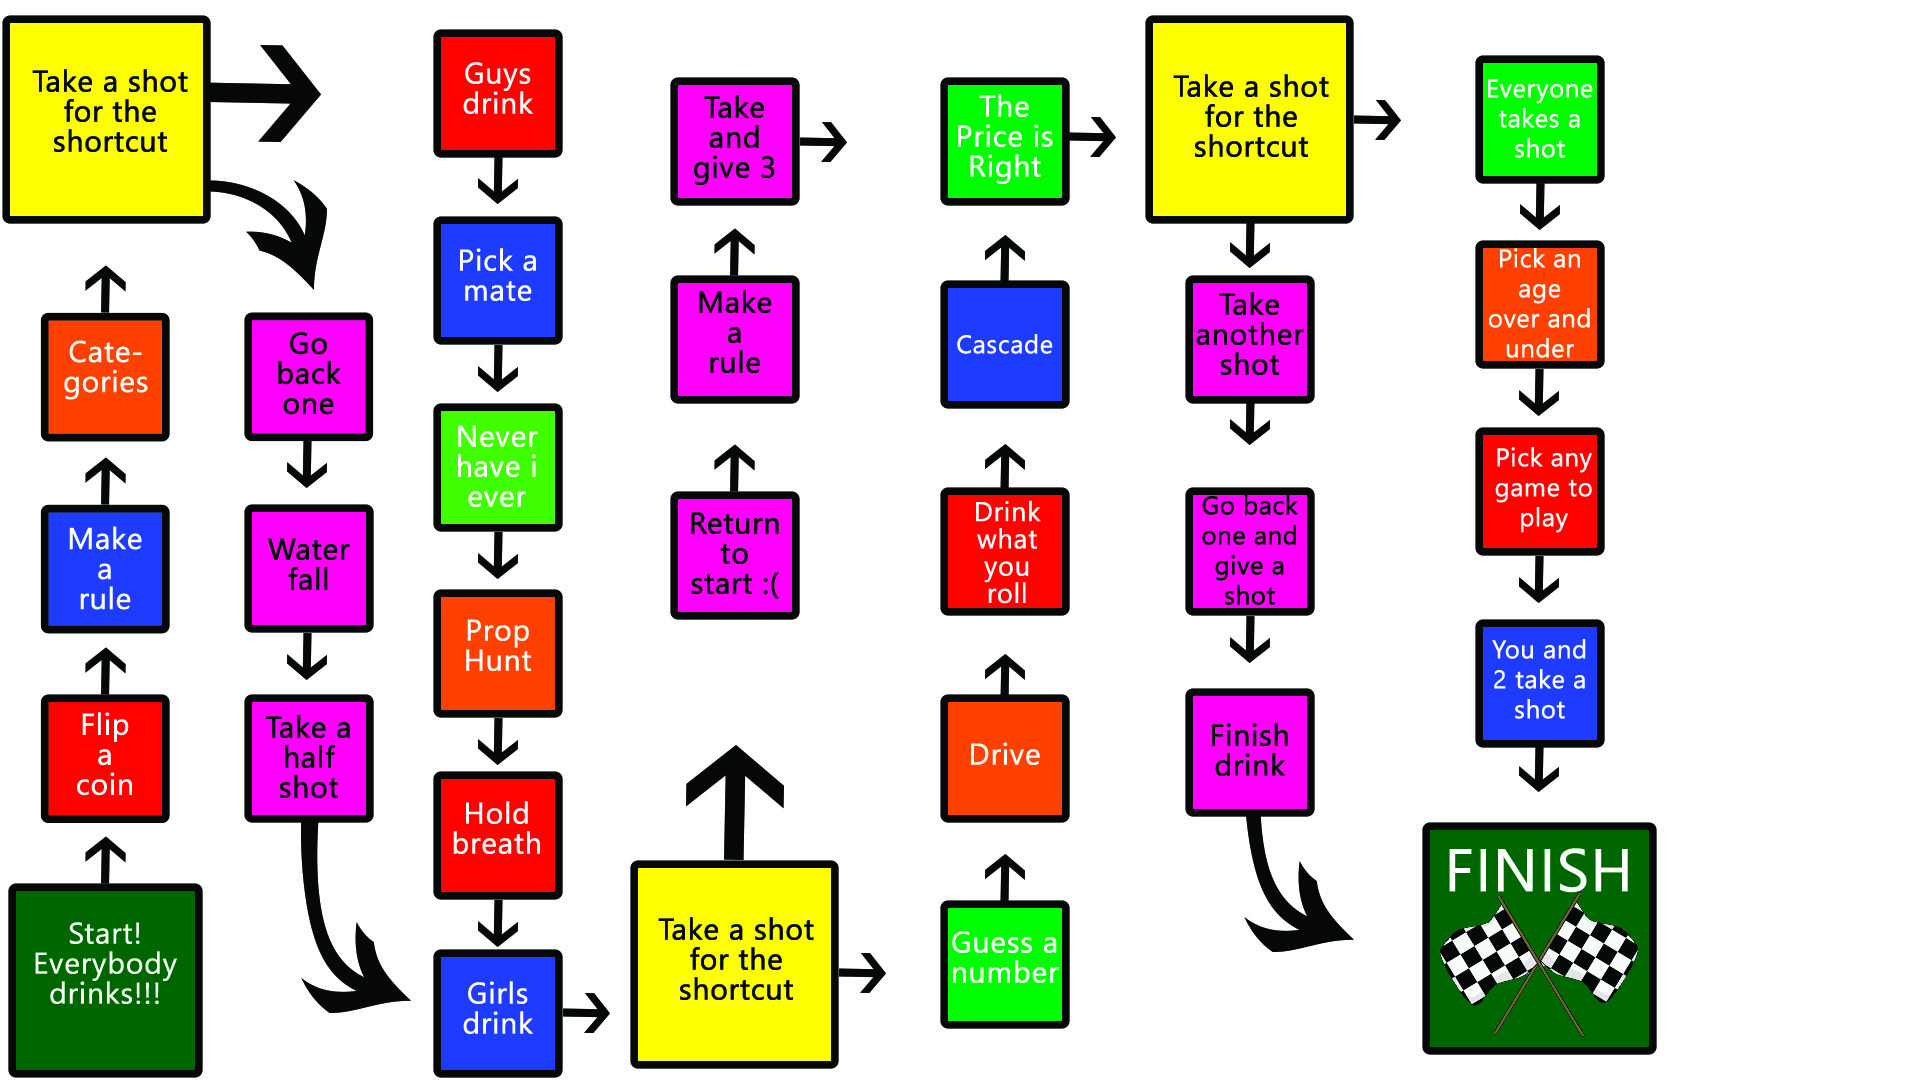 Take a shot
for the
shortcut
Cate-
gories
Make
a
rule
Flip
a
coin
Start!
Everybody
drinks!!!
Go
back
one
Water
fall
Take a
half
shot
Guys
drink
Pick a
mate
Never
have i
ever
Prop
Hunt
Hold
breath
Girls
drink
Take
and
give 3
Make
a
rule
Return
to
start :(
Take a shot
for the
shortcut
The
Price is
Right
Cascade
Drink
what
you
roll
Drive
Guess a
number
Take a shot
for the
shortcut
Take
another
shot
Go back
one and
give a
shot
Finish
drink
Everyone
takes a
shot
Pick an
age
over and
under
Pick any
game to
play
You and
2 take a
shot
FINISH